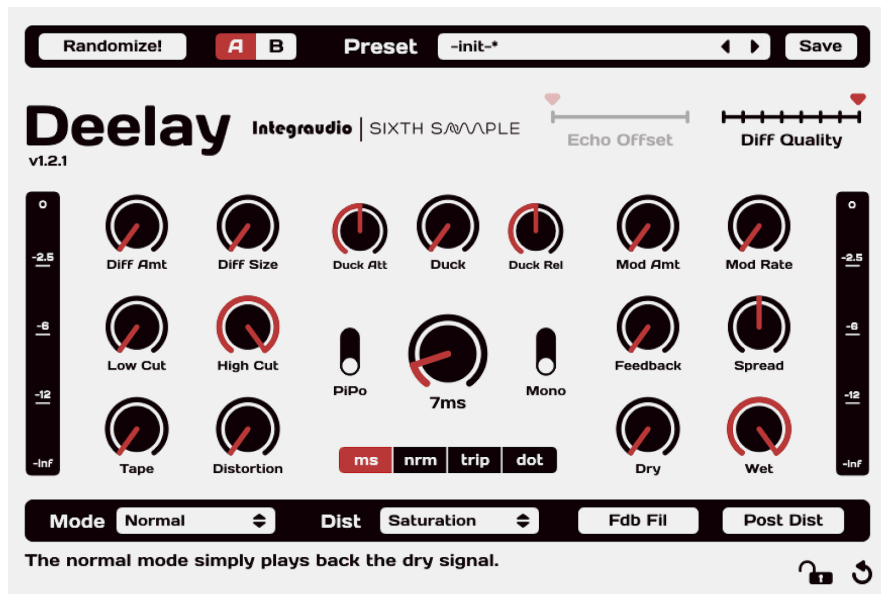 Randomize! A B Preset -init-* Save
Deelay Integraudio SIXTH SAMPLE
v1.2.1
Echo Offset Diff Quality
0 0
-2.5 -2.5
-6 -6
-12 -12
-Inf -Inf
Diff Amt Diff Size Duck Att Duck Duck Rel Mod Amt Mod Rate
Low Cut High Cut PiPo 7ms Mono Feedback Spread
Tape Distortion ms nrm trip dot Dry Wet
Mode Normal Dist Saturation Fdb Fil Post Dist
The normal mode simply plays back the dry signal.